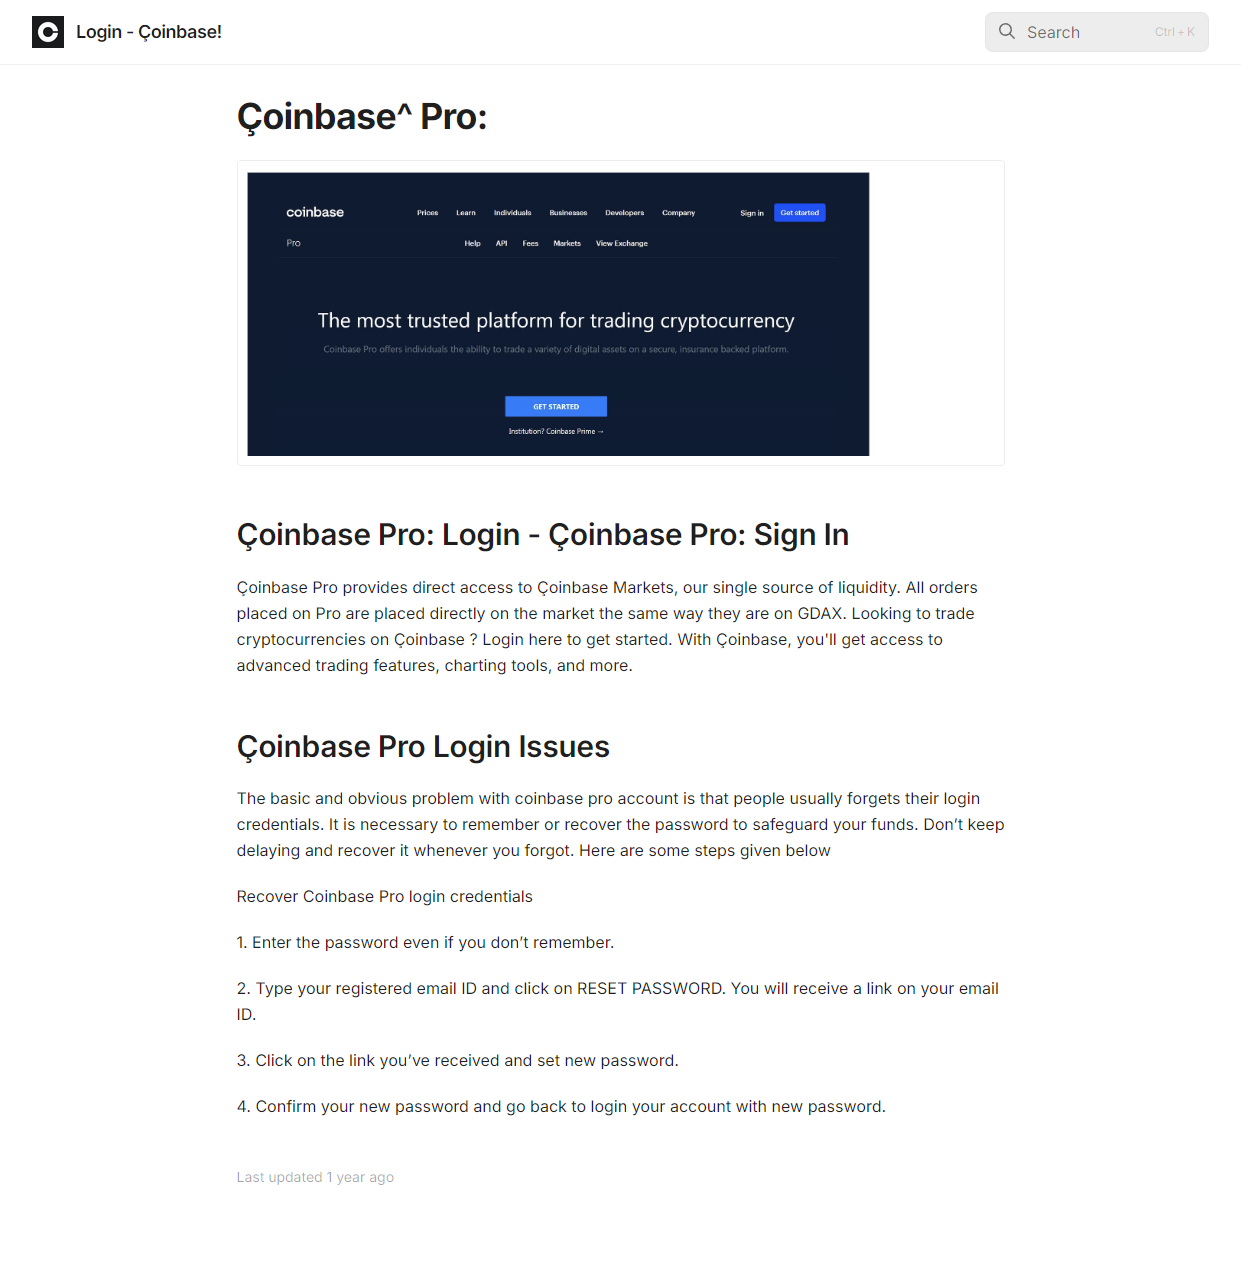 Login - Çoinbase!
Search
Ctrl + K
Çoinbase^ Pro:
coinbase
Prices
Learn
Individuals
Businesses
Developers
Company
Sign in
Get started
Pro
Help
API
Fees
Markets
View Exchange
The most trusted platform for trading cryptocurrency
Coinbase Pro offers individuals the ability to trade a variety of digital assets on a secure, insurance backed platform.
GET STARTED
Institution? Coinbase Prime →
Çoinbase Pro: Login - Çoinbase Pro: Sign In
Çoinbase Pro provides direct access to Çoinbase Markets, our single source of liquidity. All orders
placed on Pro are placed directly on the market the same way they are on GDAX. Looking to trade
cryptocurrencies on Çoinbase ? Login here to get started. With Çoinbase, you'll get access to
advanced trading features, charting tools, and more.
Çoinbase Pro Login Issues
The basic and obvious problem with coinbase pro account is that people usually forgets their login
credentials. It is necessary to remember or recover the password to safeguard your funds. Don’t keep
delaying and recover it whenever you forgot. Here are some steps given below
Recover Coinbase Pro login credentials
1. Enter the password even if you don’t remember.
2. Type your registered email ID and click on RESET PASSWORD. You will receive a link on your email
ID.
3. Click on the link you’ve received and set new password.
4. Confirm your new password and go back to login your account with new password.
Last updated 1 year ago